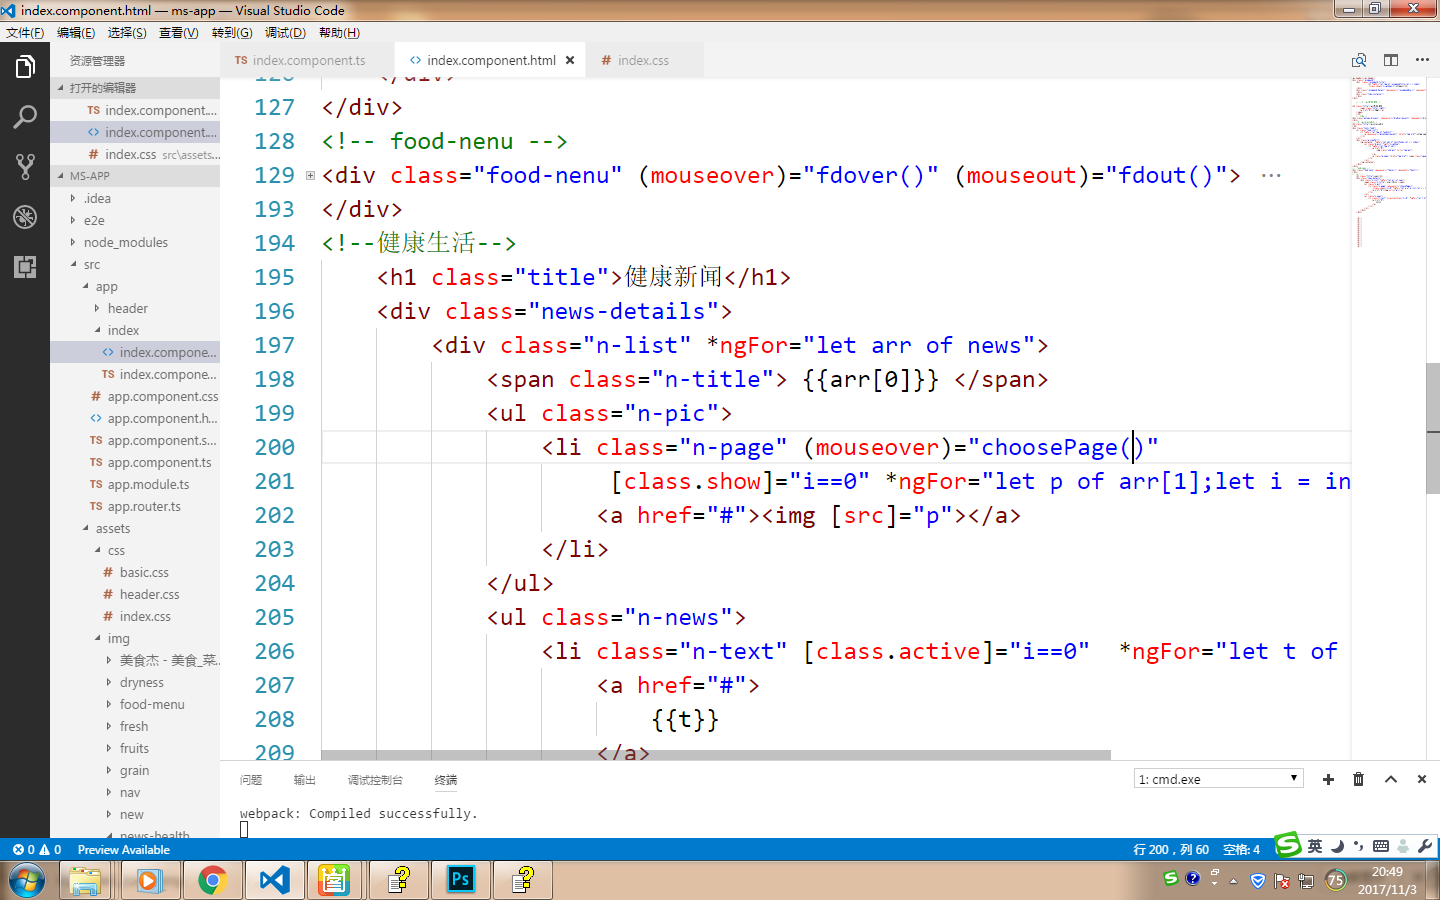 index.component.html — ms-app — Visual Studio Code
文件(F) 编辑(E) 选择(S) 查看(V) 转到(G) 调试(D) 帮助(H)
资源管理器
打开的编辑器
TS index.component....
<> index.component....
# index.css src\assets...
MS-APP
.idea
e2e
node_modules
src
app
header
index
<> index.compone...
TS index.compone...
# app.component.css
<> app.component.h...
TS app.component.s...
TS app.component.ts
TS app.module.ts
TS app.router.ts
assets
css
# basic.css
# header.css
# index.css
img
美食杰 - 美食_菜...
dryness
food-menu
fresh
fruits
grain
nav
new
news-health
TS index.component.ts <> index.component.html # index.css
126 </div>
127 </div>
128 <!-- food-nenu -->
129 <div class="food-nenu" (mouseover)="fdover()" (mouseout)="fdout()"> ...
193 </div>
194 <!--健康生活-->
195 <h1 class="title">健康新闻</h1>
196 <div class="news-details">
197 <div class="n-list" *ngFor="let arr of news">
198 <span class="n-title"> {{arr[0]}} </span>
199 <ul class="n-pic">
200 <li class="n-page" (mouseover)="choosePage()"
201 [class.show]="i==0" *ngFor="let p of arr[1];let i = in
202 <a href="#"><img [src]="p"></a>
203 </li>
204 </ul>
205 <ul class="n-news">
206 <li class="n-text" [class.active]="i==0"  *ngFor="let t of
207 <a href="#">
208 {{t}}
209 </a>
问题 输出 调试控制台 终端
1: cmd.exe
webpack: Compiled successfully.
0 0 Preview Available
行 200，列 60 空格: 4
英
Ps
75
20:49
2017/11/3